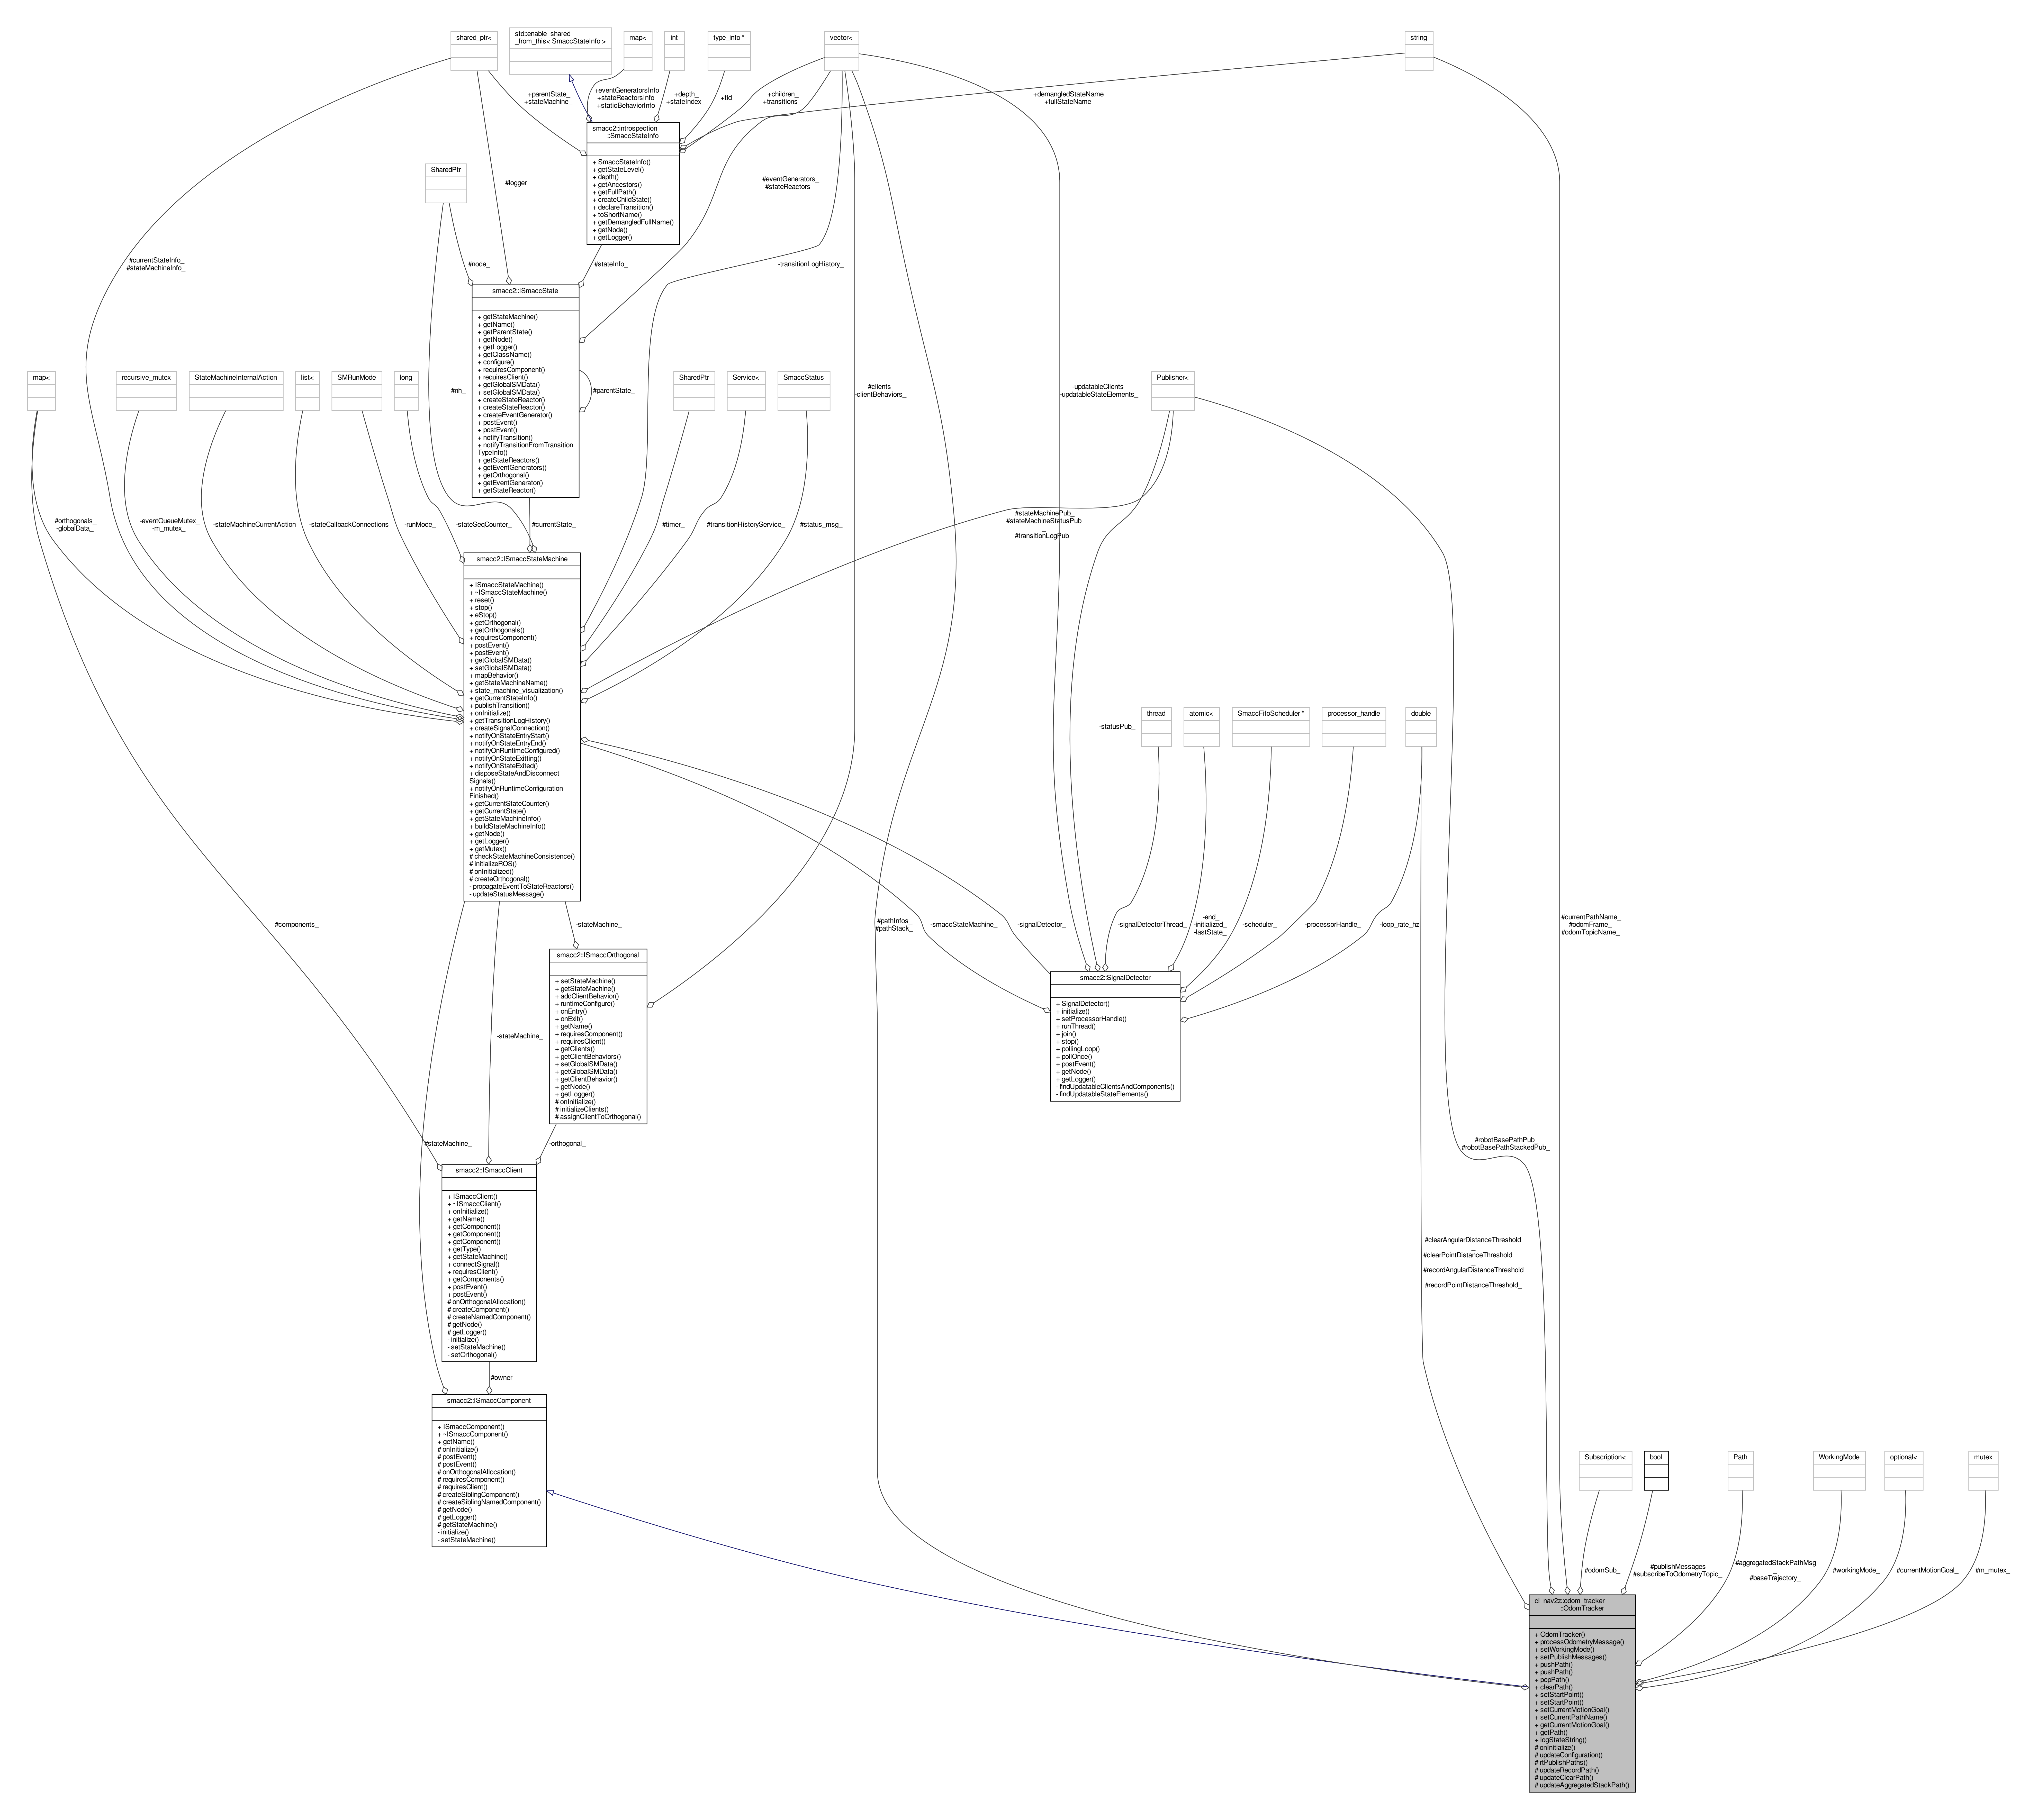 shared_ptr<
std::enable_shared
_from_this< SmaccStateInfo >
map<
int
type_info *
vector<
string
+parentState_
+stateMachine_
+eventGeneratorsInfo
+stateReactorsInfo
+staticBehaviorInfo
+depth_
+stateIndex_
+tid_
+children_
+transitions_
+demangledStateName
+fullStateName
smacc2::introspection
::SmaccStateInfo
+ SmaccStateInfo()
+ getStateLevel()
+ depth()
+ getAncestors()
+ getFullPath()
+ createChildState()
+ declareTransition()
+ toShortName()
+ getDemangledFullName()
+ getNode()
+ getLogger()
SharedPtr
#logger_
#eventGenerators_
#stateReactors_
#currentStateInfo_
#stateMachineInfo_
#node_
#stateInfo_
-transitionLogHistory_
smacc2::ISmaccState
+ getStateMachine()
+ getName()
+ getParentState()
+ getNode()
+ getLogger()
+ getClassName()
+ configure()
+ requiresComponent()
+ requiresClient()
+ getGlobalSMData()
+ setGlobalSMData()
+ createStateReactor()
+ createStateReactor()
+ createEventGenerator()
+ postEvent()
+ postEvent()
+ notifyTransition()
+ notifyTransitionFromTransition
TypeInfo()
+ getStateReactors()
+ getEventGenerators()
+ getOrthogonal()
+ getEventGenerator()
+ getStateReactor()
map<
recursive_mutex
StateMachineInternalAction
list<
SMRunMode
long
#nh_
#parentState_
SharedPtr
Service<
SmaccStatus
#clients_
-clientBehaviors_
-updatableClients_
-updatableStateElements_
Publisher<
#orthogonals_
-globalData_
-eventQueueMutex_
-m_mutex_
-stateMachineCurrentAction
-stateCallbackConnections
-runMode_
-stateSeqCounter_
#currentState_
#timer_
#transitionHistoryService_
#status_msg_
#stateMachinePub_
#stateMachineStatusPub
_
#transitionLogPub_
smacc2::ISmaccStateMachine
+ ISmaccStateMachine()
+ ~ISmaccStateMachine()
+ reset()
+ stop()
+ eStop()
+ getOrthogonal()
+ getOrthogonals()
+ requiresComponent()
+ postEvent()
+ postEvent()
+ getGlobalSMData()
+ setGlobalSMData()
+ mapBehavior()
+ getStateMachineName()
+ state_machine_visualization()
+ getCurrentStateInfo()
+ publishTransition()
+ onInitialize()
+ getTransitionLogHistory()
+ createSignalConnection()
+ notifyOnStateEntryStart()
+ notifyOnStateEntryEnd()
+ notifyOnRuntimeConfigured()
+ notifyOnStateExitting()
+ notifyOnStateExited()
+ disposeStateAndDisconnect
Signals()
+ notifyOnRuntimeConfiguration
Finished()
+ getCurrentStateCounter()
+ getCurrentState()
+ getStateMachineInfo()
+ buildStateMachineInfo()
+ getNode()
+ getLogger()
+ getMutex()
# checkStateMachineConsistence()
# initializeROS()
# onInitialized()
# createOrthogonal()
- propagateEventToStateReactors()
- updateStatusMessage()
-statusPub_
thread
atomic<
SmaccFifoScheduler *
processor_handle
double
#components_
-stateMachine_
#pathInfos_
#pathStack_
-smaccStateMachine_
-signalDetector_
-signalDetectorThread_
-end_
-initialized_
-lastState_
-scheduler_
-processorHandle_
-loop_rate_hz
#currentPathName_
#odomFrame_
#odomTopicName_
smacc2::ISmaccOrthogonal
+ setStateMachine()
+ getStateMachine()
+ addClientBehavior()
+ runtimeConfigure()
+ onEntry()
+ onExit()
+ getName()
+ requiresComponent()
+ requiresClient()
+ getClients()
+ getClientBehaviors()
+ setGlobalSMData()
+ getGlobalSMData()
+ getClientBehavior()
+ getNode()
+ getLogger()
# onInitialize()
# initializeClients()
# assignClientToOrthogonal()
smacc2::SignalDetector
+ SignalDetector()
+ initialize()
+ setProcessorHandle()
+ runThread()
+ join()
+ stop()
+ pollingLoop()
+ pollOnce()
+ postEvent()
+ getNode()
+ getLogger()
- findUpdatableClientsAndComponents()
- findUpdatableStateElements()
-stateMachine_
#stateMachine_
-orthogonal_
#robotBasePathPub_
#robotBasePathStackedPub_
smacc2::ISmaccClient
+ ISmaccClient()
+ ~ISmaccClient()
+ onInitialize()
+ getName()
+ getComponent()
+ getComponent()
+ getComponent()
+ getType()
+ getStateMachine()
+ connectSignal()
+ requiresClient()
+ getComponents()
+ postEvent()
+ postEvent()
# onOrthogonalAllocation()
# createComponent()
# createNamedComponent()
# getNode()
# getLogger()
- initialize()
- setStateMachine()
- setOrthogonal()
#clearAngularDistanceThreshold
_
#clearPointDistanceThreshold
_
#recordAngularDistanceThreshold
_
#recordPointDistanceThreshold_
#owner_
smacc2::ISmaccComponent
+ ISmaccComponent()
+ ~ISmaccComponent()
+ getName()
# onInitialize()
# postEvent()
# postEvent()
# onOrthogonalAllocation()
# requiresComponent()
# requiresClient()
# createSiblingComponent()
# createSiblingNamedComponent()
# getNode()
# getLogger()
# getStateMachine()
- initialize()
- setStateMachine()
Subscription<
bool
Path
WorkingMode
optional<
mutex
#odomSub_
#publishMessages
#subscribeToOdometryTopic_
#aggregatedStackPathMsg
_
#baseTrajectory_
#workingMode_
#currentMotionGoal_
#m_mutex_
cl_nav2z::odom_tracker
::OdomTracker
+ OdomTracker()
+ processOdometryMessage()
+ setWorkingMode()
+ setPublishMessages()
+ pushPath()
+ pushPath()
+ popPath()
+ clearPath()
+ setStartPoint()
+ setStartPoint()
+ setCurrentMotionGoal()
+ setCurrentPathName()
+ getCurrentMotionGoal()
+ getPath()
+ logStateString()
# onInitialize()
# updateConfiguration()
# rtPublishPaths()
# updateRecordPath()
# updateClearPath()
# updateAggregatedStackPath()